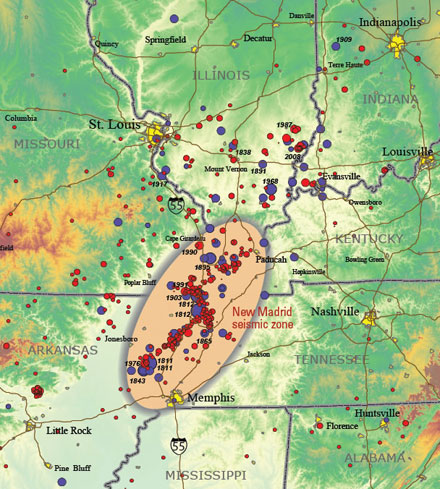 Danville
Indianapolis
1909
Springfield
Decatur
Quincy
ILLINOIS
Terre Haute
INDIANA
Columbia
1987
St. Louis
MISSOURI
1838
2008
Louisville
Mount Vernon
1891
1917
1968
Evinsville
Owensboro
55
KENTUCKY
Cape Girardeau
1990
Paducah
Bowling Green
1895
Hopkinsville
field
Poplar Bluff
1991
1903
1812
1812
New Madrid
seismic zone
Nashville
ARKANSAS
Jonesboro
1865
Jackson
TENNESSEE
1976
1811
1811
1843
Memphis
Huntsville
Little Rock
Florence
55
ALABAMA
Pine Bluff
MISSISSIPPI